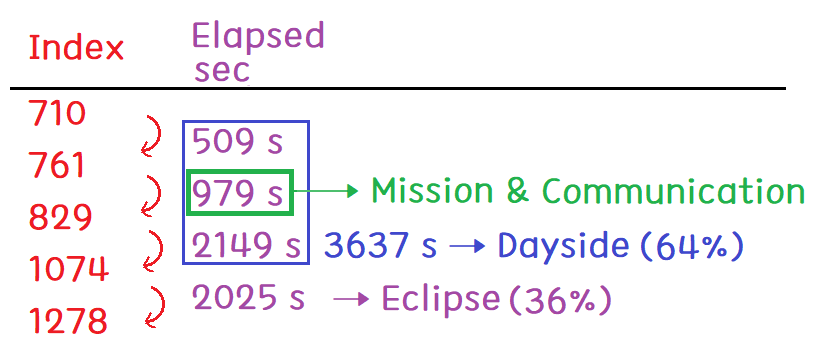 Index Elapsed
sec
710
509 s
761
979 s → Mission & Communication
829
2149 s 3637 s → Dayside (64%)
1074
2025 s → Eclipse (36%)
1278